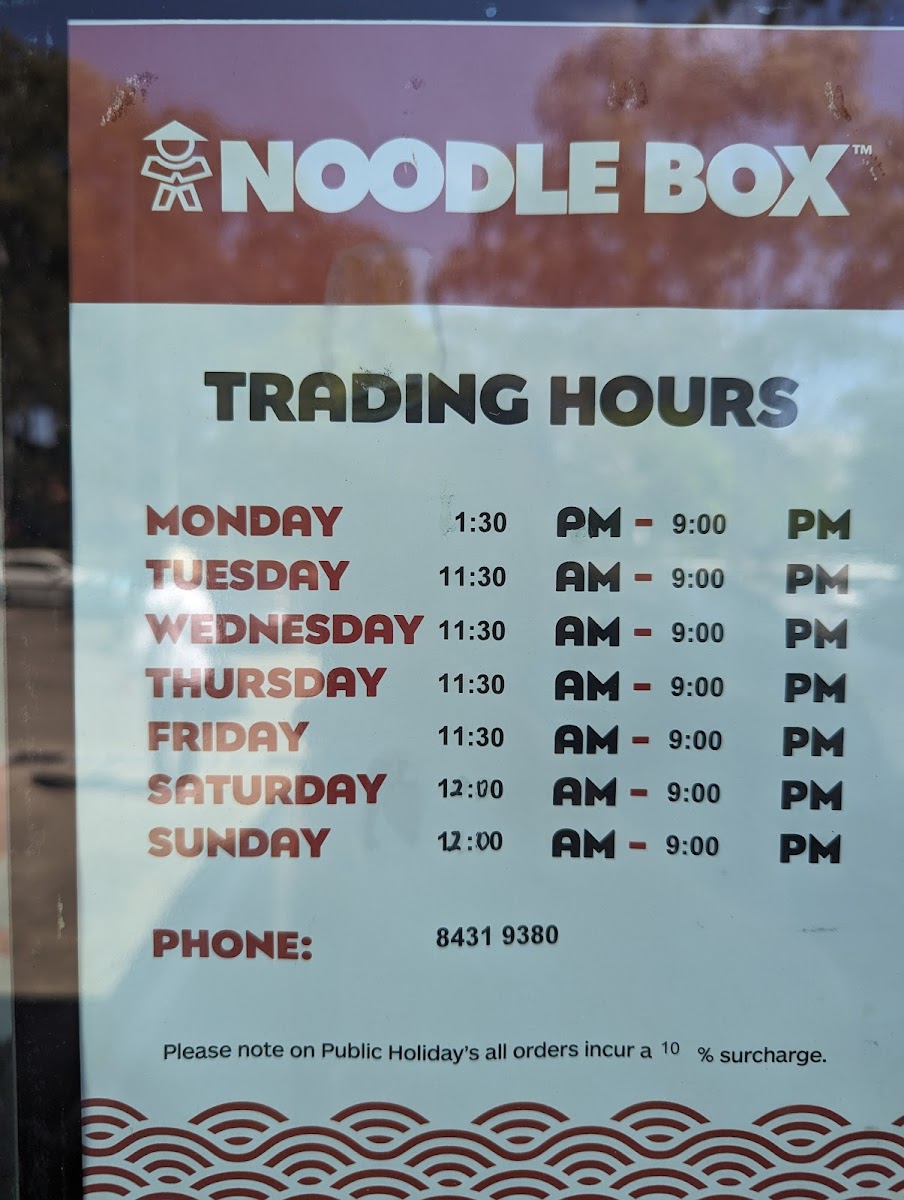 NOODLE BOX™
TRADING HOURS
MONDAY 1:30 PM - 9:00 PM
TUESDAY 11:30 AM - 9:00 PM
WEDNESDAY 11:30 AM - 9:00 PM
THURSDAY 11:30 AM - 9:00 PM
FRIDAY 11:30 AM - 9:00 PM
SATURDAY 12:00 AM - 9:00 PM
SUNDAY 12:00 AM - 9:00 PM
PHONE: 8431 9380
Please note on Public Holiday's all orders incur a 10 % surcharge.